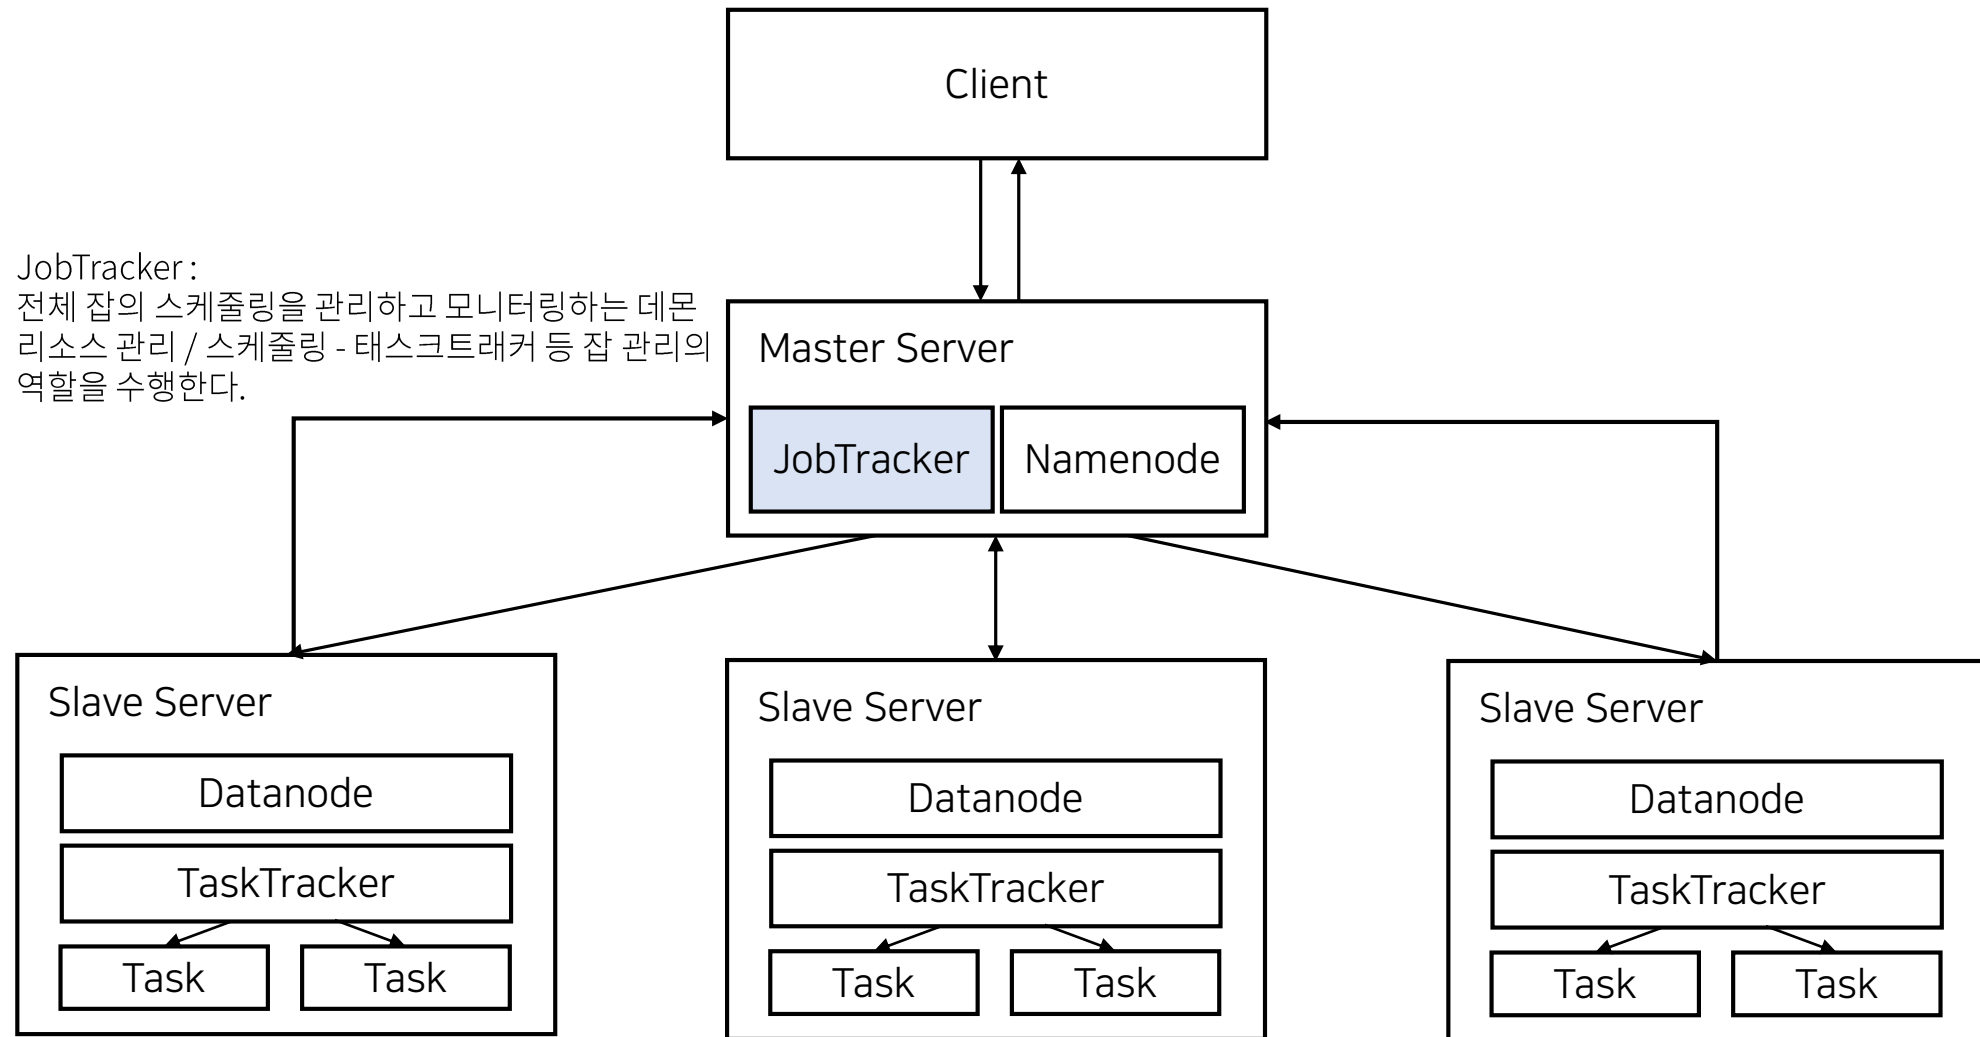 Client
JobTracker :
전체 잡의 스케줄링을 관리하고 모니터링하는 데몬
리소스 관리 / 스케줄링 - 태스크트래커 등 잡 관리의
역할을 수행한다.
Master Server
JobTracker
Namenode
Slave Server
Datanode
TaskTracker
Task
Task
Slave Server
Datanode
TaskTracker
Task
Task
Slave Server
Datanode
TaskTracker
Task
Task